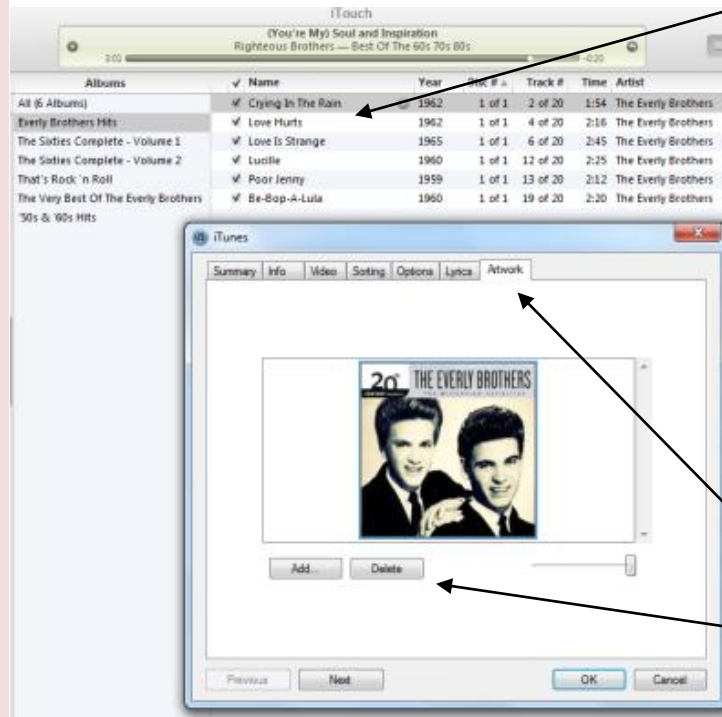 iTouch
(You're My) Soul and Inspiration
Righteous Brothers — Best Of The 60s 70s 80s
3:03 -0:20
Albums ✓ Name Year Disc # Track # Time Artist
All (6 Albums) ✓ Crying In The Rain 1962 1 of 1 2 of 20 1:54 The Everly Brothers
Everly Brothers Hits ✓ Love Hurts 1962 1 of 1 4 of 20 2:16 The Everly Brothers
The Sixties Complete - Volume 1 ✓ Love Is Strange 1965 1 of 1 6 of 20 2:45 The Everly Brothers
The Sixties Complete - Volume 2 ✓ Lucille 1960 1 of 1 12 of 20 2:25 The Everly Brothers
That's Rock 'n Roll ✓ Poor Jenny 1959 1 of 1 13 of 20 2:12 The Everly Brothers
The Very Best Of The Everly Brothers ✓ Be-Bop-A-Lula 1960 1 of 1 19 of 20 2:20 The Everly Brothers
'50s & '60s Hits
iTunes
Summary Info Video Sorting Options Lyrics Artwork
20th THE EVERLY BROTHERS
Add... Delete
Previous Next OK Cancel